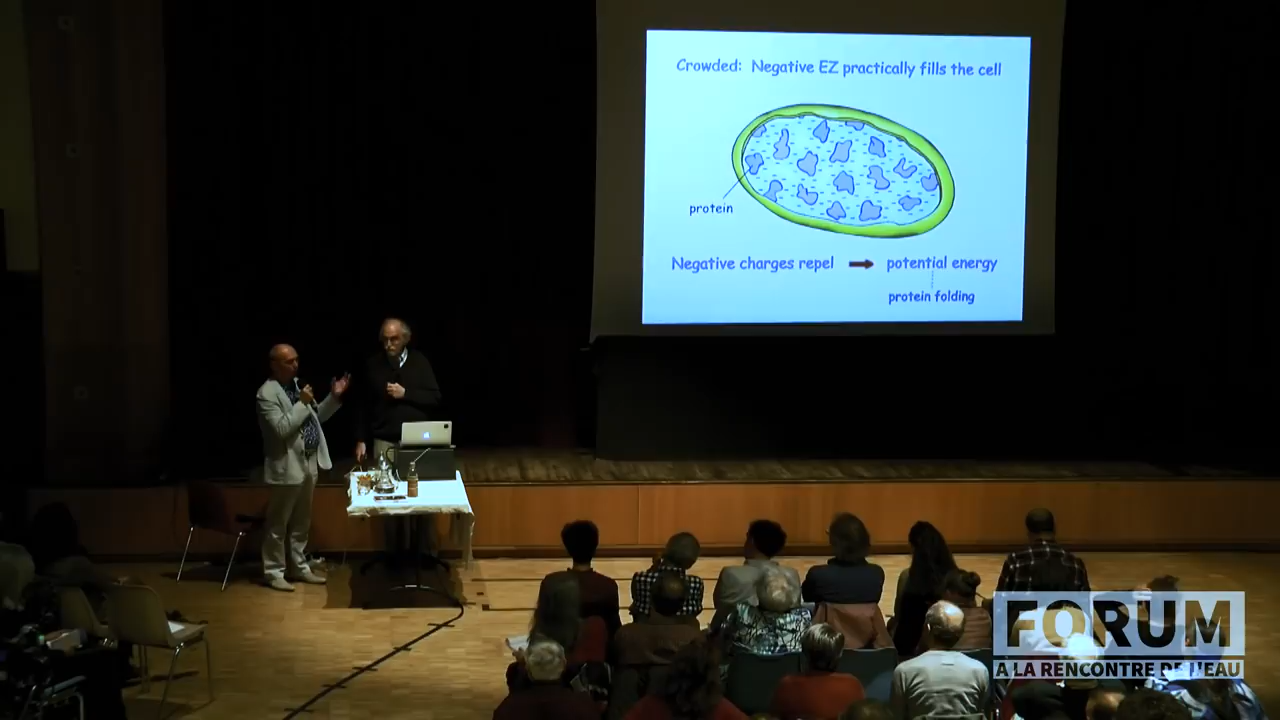 Crowded: Negative EZ practically fills the cell
protein
Negative charges repel
potential energy
protein folding
FORUM
A LA RENCONTRE DE L'EAU